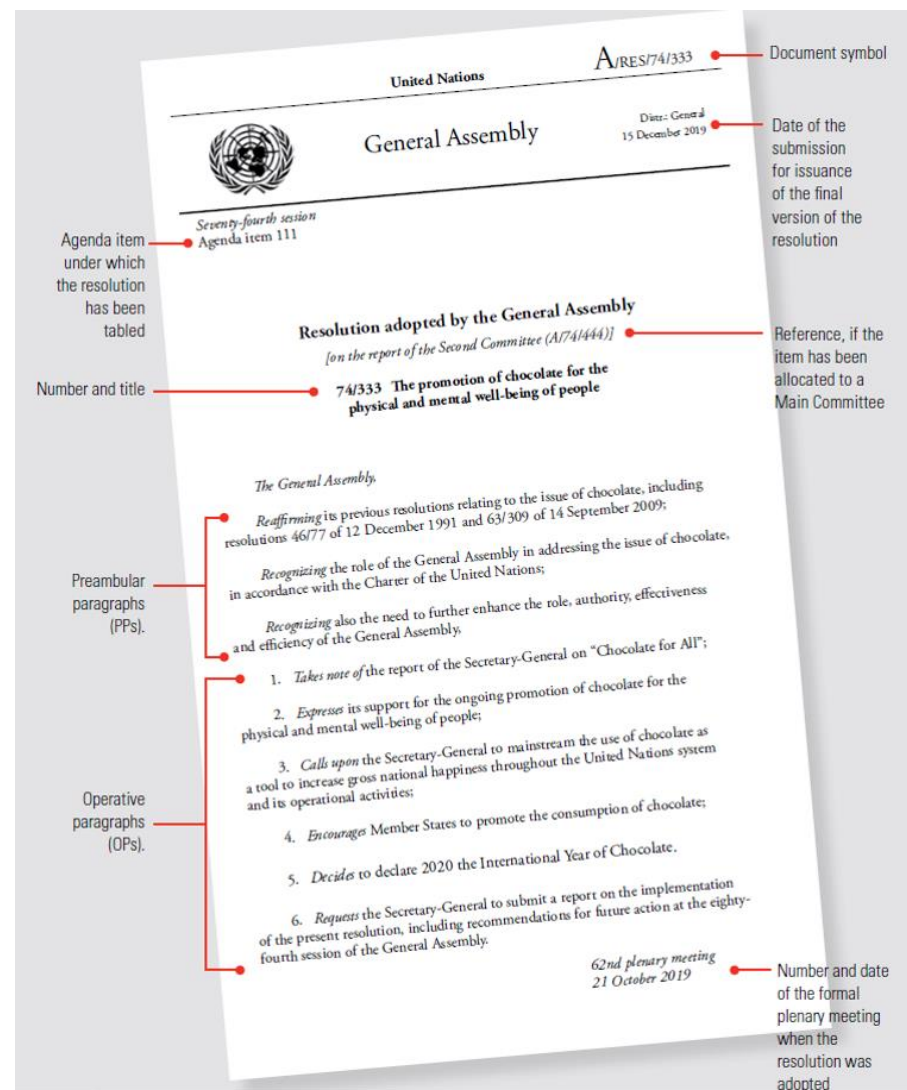 United Nations
A/RES/74/333
Document symbol
General Assembly
Distr.: General
15 December 2019
Date of the
submission
for issuance
of the final
version of the
resolution
Seventy-fourth session
Agenda item 111
Agenda item
under which
the resolution
has been
tabled
Resolution adopted by the General Assembly
[on the report of the Second Committee (A/74/444)]
Reference, if the
item has been
allocated to a
Main Committee
Number and title
74/333 The promotion of chocolate for the
physical and mental well-being of people
The General Assembly,
Reaffirming its previous resolutions relating to the issue of chocolate, including
resolutions 46/77 of 12 December 1991 and 63/309 of 14 September 2009;
Recognizing the role of the General Assembly in addressing the issue of chocolate,
in accordance with the Charter of the United Nations;
Recognizing also the need to further enhance the role, authority, effectiveness
and efficiency of the General Assembly,
Preambular
paragraphs
(PPs).
1. Takes note of the report of the Secretary-General on “Chocolate for All”;
2. Expresses its support for the ongoing promotion of chocolate for the
physical and mental well-being of people;
3. Calls upon the Secretary-General to mainstream the use of chocolate as
a tool to increase gross national happiness throughout the United Nations system
and its operational activities;
4. Encourages Member States to promote the consumption of chocolate;
5. Decides to declare 2020 the International Year of Chocolate.
6. Requests the Secretary-General to submit a report on the implementation
of the present resolution, including recommendations for future action at the eighty-
fourth session of the General Assembly.
Operative
paragraphs
(OPs).
62nd plenary meeting
21 October 2019
Number and date
of the formal
plenary meeting
when the
resolution was
adopted